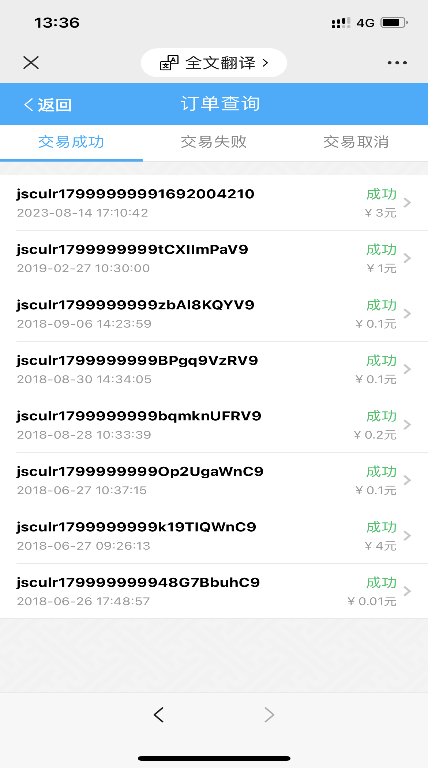 13:36
4G
全文翻译
返回
订单查询
交易成功
交易失败
交易取消
jsculr17999999991692004210
成功
2023-08-14 17:10:42
¥ 3元
jsculr1799999999tCXIlmPaV9
成功
2019-02-27 10:30:00
¥ 1元
jsculr1799999999zbAl8KQYV9
成功
2018-09-06 14:23:59
¥ 0.1元
jsculr1799999999BPgq9VzRV9
成功
2018-08-30 14:34:05
¥ 0.1元
jsculr1799999999bqmknUFRV9
成功
2018-08-28 10:33:39
¥ 0.2元
jsculr1799999999Op2UgaWnC9
成功
2018-06-27 10:37:15
¥ 0.1元
jsculr1799999999k19TIQWnC9
成功
2018-06-27 09:26:13
¥ 4元
jsculr179999999948G7BbuhC9
成功
2018-06-26 17:48:57
¥ 0.01元